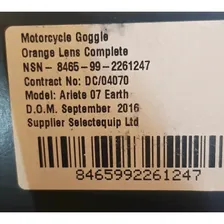 Motorcycle Goggle
Orange Lens Complete
NSN - 8465-99-2261247
Contract No: DC/04070
Model: Ariete 07 Earth
D.O.M. September 2016
Supplier Selectequip Ltd
8465992261247